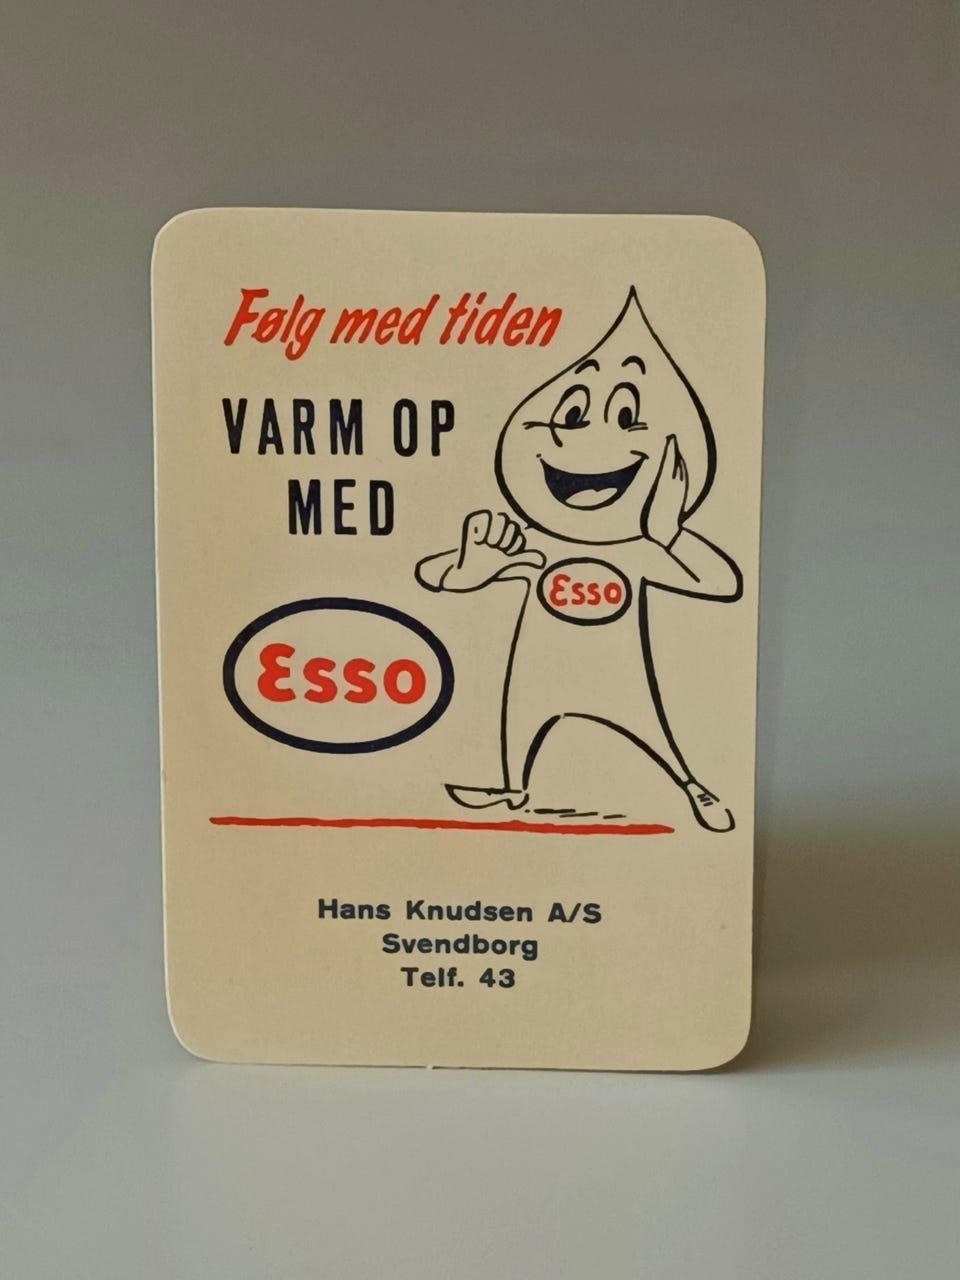 Følg med tiden
VARM OP
MED
Esso
Esso
Hans Knudsen A/S
Svendborg
Telf. 43